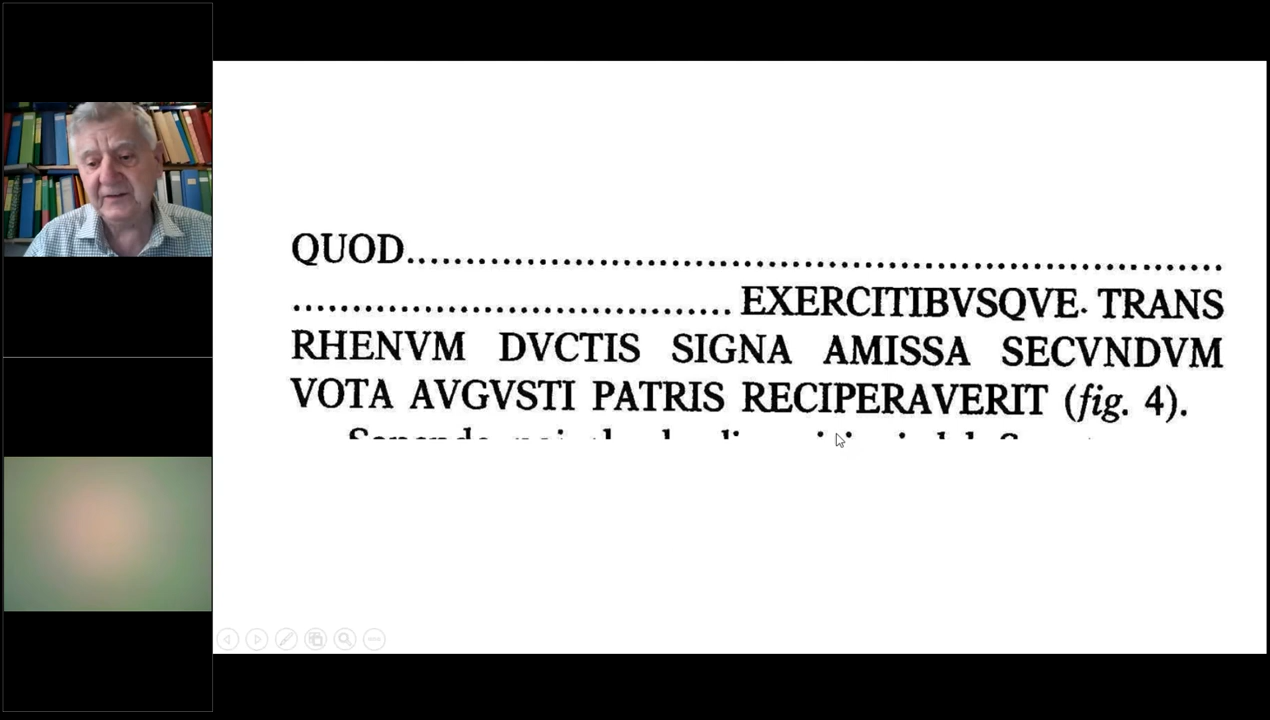 QUOD..............................................................................
..................................... EXERCITIBVSQVE. TRANS
RHENVM DVCTIS SIGNA AMISSA SECVNDVM
VOTA AVGVSTI PATRIS RECIPERAVERIT (fig. 4).